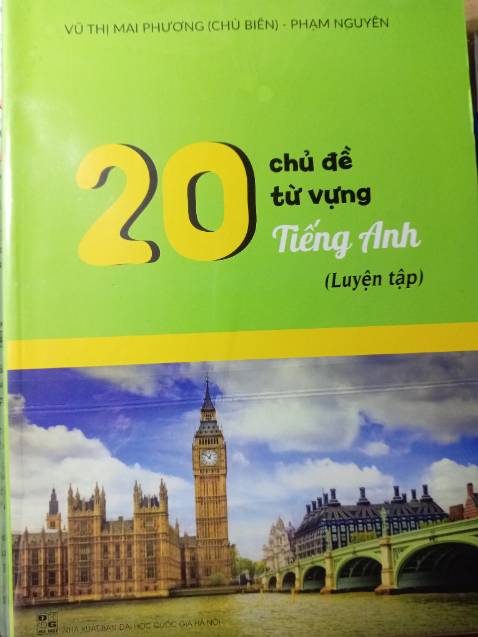 VŨ THỊ MAI PHƯƠNG (CHỦ BIÊN) - PHẠM NGUYÊN
20
chủ đề
từ vựng
Tiếng Anh
(Luyện tập)
NHÀ XUẤT BẢN ĐẠI HỌC QUỐC GIA HÀ NỘI